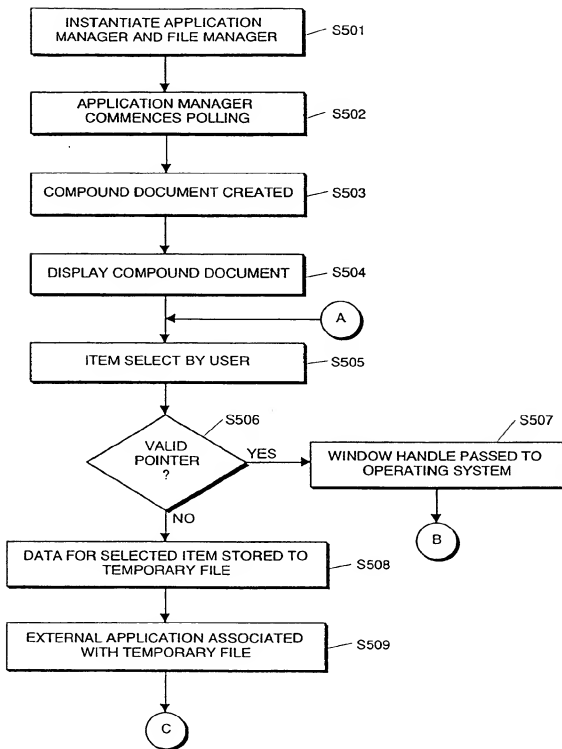 INSTANTIATE APPLICATION
MANAGER AND FILE MANAGER
S501
APPLICATION MANAGER
COMMENCES POLLING
S502
COMPOUND DOCUMENT CREATED
S503
DISPLAY COMPOUND DOCUMENT
S504
A
ITEM SELECT BY USER
S505
S506
VALID
POINTER
?
YES
S507
WINDOW HANDLE PASSED TO
OPERATING SYSTEM
B
NO
DATA FOR SELECTED ITEM STORED TO
TEMPORARY FILE
S508
EXTERNAL APPLICATION ASSOCIATED
WITH TEMPORARY FILE
S509
C